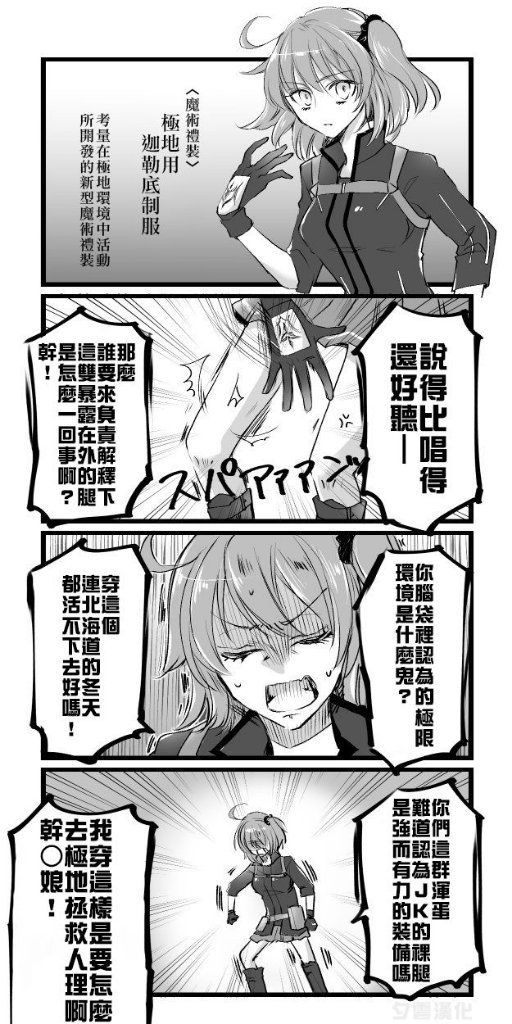 〈魔術禮裝〉
極地用
迦勒底制服
考量在極地環境中活動
所開發的新型魔術禮裝
說得比唱得
還好聽—
那麼
誰要來負責解釋下
這雙暴露在外的腿
是怎麼一回事啊？
幹！
スパアァァンッ
你腦袋裡認為的極限
環境是什麼鬼？
穿這個
連北海道的冬天
都活不下去好嗎！
你們這群渾蛋
難道認為JK的裸腿
是強而有力的裝備嗎
我穿這樣是要怎麼
去極地拯救人理啊
幹○娘！
夕雲漢化